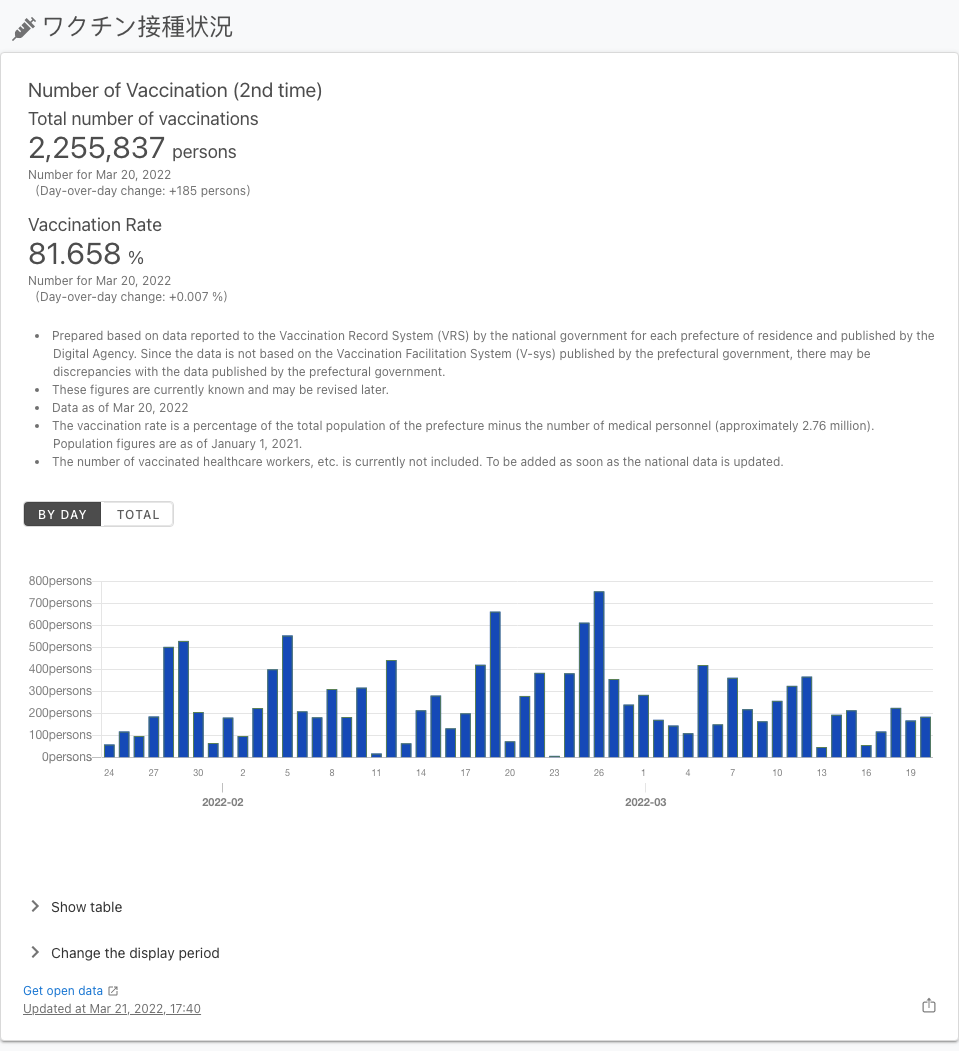 ワクチン接種状況
Number of Vaccination (2nd time)
Total number of vaccinations
2,255,837 persons
Number for Mar 20, 2022
(Day-over-day change: +185 persons)
Vaccination Rate
81.658 %
Number for Mar 20, 2022
(Day-over-day change: +0.007 %)
• Prepared based on data reported to the Vaccination Record System (VRS) by the national government for each prefecture of residence and published by the
Digital Agency. Since the data is not based on the Vaccination Facilitation System (V-sys) published by the prefectural government, there may be
discrepancies with the data published by the prefectural government.
• These figures are currently known and may be revised later.
• Data as of Mar 20, 2022
• The vaccination rate is a percentage of the total population of the prefecture minus the number of medical personnel (approximately 2.76 million).
Population figures are as of January 1, 2021.
• The number of vaccinated healthcare workers, etc. is currently not included. To be added as soon as the national data is updated.
BY DAY TOTAL
800persons
700persons
600persons
500persons
400persons
300persons
200persons
100persons
0persons
24 27 30 2 5 8 11 14 17 20 23 26 1 4 7 10 13 16 19
2022-02 2022-03
Show table
Change the display period
Get open data
Updated at Mar 21, 2022, 17:40